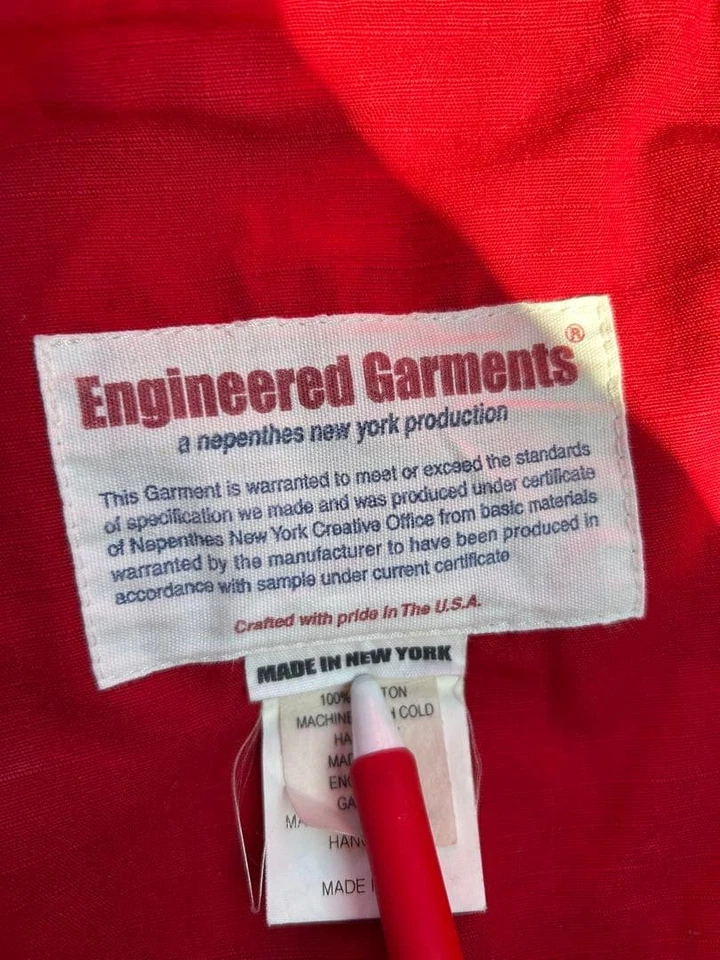 Engineered Garments®
a nepenthes new york production
This Garment is warranted to meet or exceed the standards
of specification we made and was produced under certificate
of Nepenthes New York Creative Office from basic materials
warranted by the manufacturer to have been produced in
accordance with sample under current certificate
Crafted with pride In The U.S.A.
MADE IN NEW YORK
100%
COLD
MADE